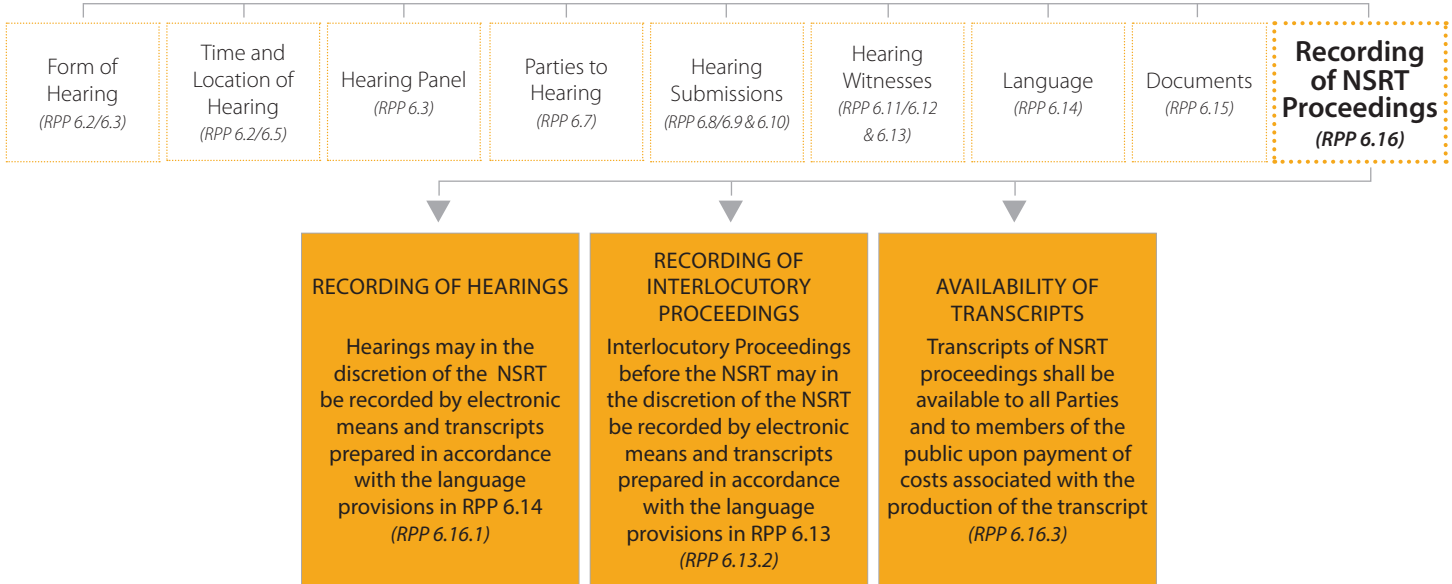 Form of
Hearing
(RPP 6.2/6.3)
Time and
Location of
Hearing
(RPP 6.2/6.5)
Hearing Panel
(RPP 6.3)
Parties to
Hearing
(RPP 6.7)
Hearing
Submissions
(RPP 6.8/6.9 & 6.10)
Hearing
Witnesses
(RPP 6.11/6.12
& 6.13)
Language
(RPP 6.14)
Documents
(RPP 6.15)
Recording
of NSRT
Proceedings
(RPP 6.16)
RECORDING OF HEARINGS
Hearings may in the
discretion of the NSRT
be recorded by electronic
means and transcripts
prepared in accordance
with the language
provisions in RPP 6.14
(RPP 6.16.1)
RECORDING OF
INTERLOCUTORY
PROCEEDINGS
Interlocutory Proceedings
before the NSRT may in
the discretion of the NSRT
be recorded by electronic
means and transcripts
prepared in accordance
with the language
provisions in RPP 6.13
(RPP 6.13.2)
AVAILABILITY OF
TRANSCRIPTS
Transcripts of NSRT
proceedings shall be
available to all Parties
and to members of the
public upon payment of
costs associated with the
production of the transcript
(RPP 6.16.3)